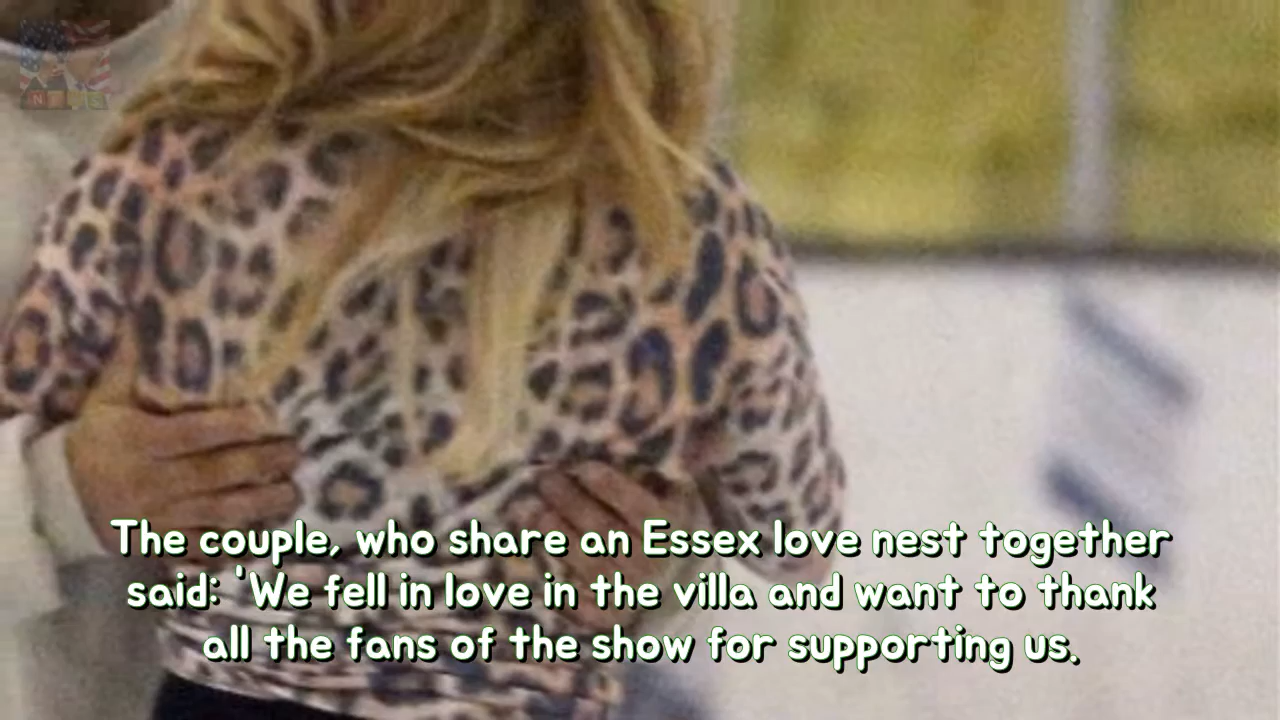 The couple, who share an Essex love nest together
said: 'We fell in love in the villa and want to thank
all the fans of the show for supporting us.